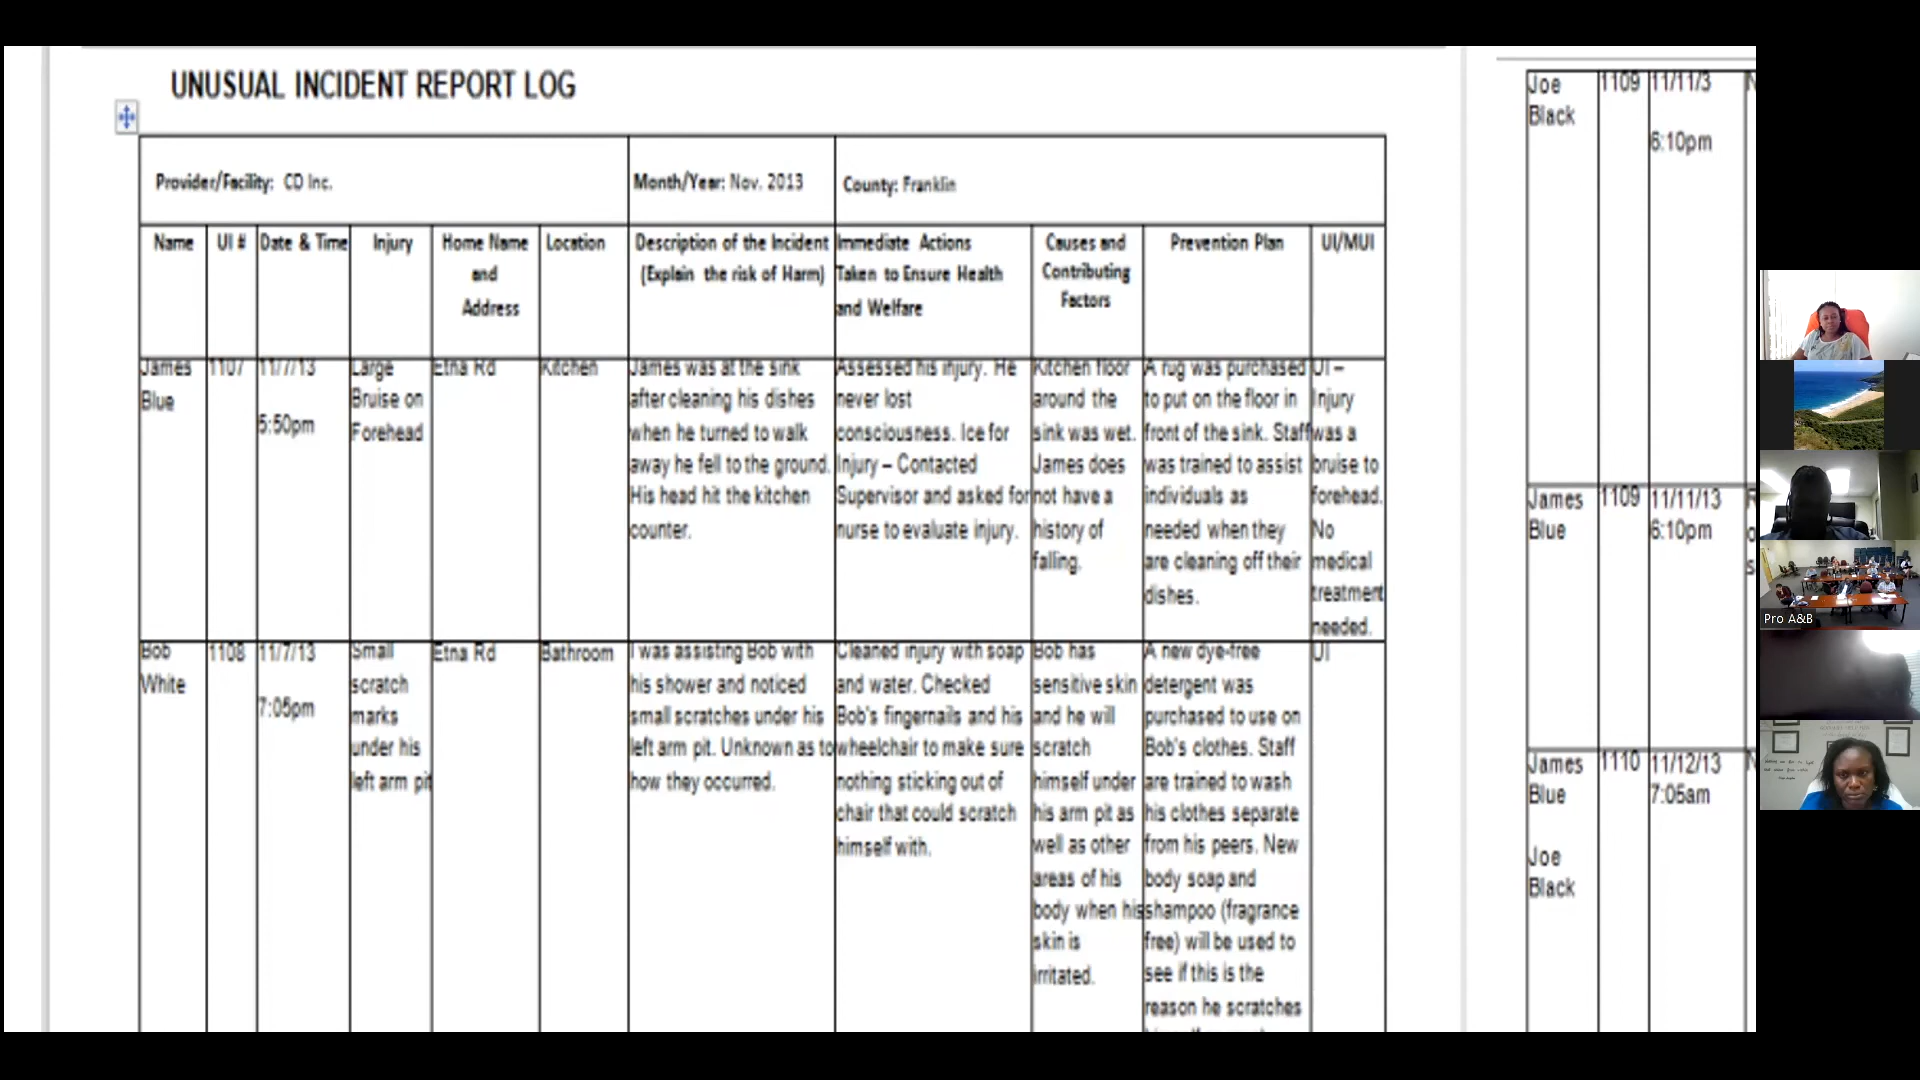 UNUSUAL INCIDENT REPORT LOG
Provider/Facility: CD Inc.
Month/Year: Nov. 2013
County: Franklin
Name
UI #
Date & Time
Injury
Home Name
and
Address
Location
Description of the Incident
(Explain the risk of Harm)
Immediate Actions
Taken to Ensure Health
and Welfare
Causes and
Contributing
Factors
Prevention Plan
UI/MUI
James
Blue
1107
11/7/13
5:50pm
Large
Bruise on
Forehead
Etna Rd
Kitchen
James was at the sink
after cleaning his dishes
when he turned to walk
away he fell to the ground.
His head hit the kitchen
counter.
Assessed his injury. He
never lost
consciousness. Ice for
Injury – Contacted
Supervisor and asked for
nurse to evaluate injury.
Kitchen floor
around the
sink was wet.
James does
not have a
history of
falling.
A rug was purchased
to put on the floor in
front of the sink. Staff
was trained to assist
individuals as
needed when they
are cleaning off their
dishes.
UI –
Injury
was a
bruise to
forehead.
No
medical
treatment
needed.
Bob
White
1108
11/7/13
7:05pm
Small
scratch
marks
under his
left arm pit
Etna Rd
Bathroom
I was assisting Bob with
his shower and noticed
small scratches under his
left arm pit. Unknown as to
how they occurred.
Cleaned injury with soap
and water. Checked
Bob's fingernails and his
wheelchair to make sure
nothing sticking out of
chair that could scratch
himself with.
Bob has
sensitive skin
and he will
scratch
himself under
his arm pit as
well as other
areas of his
body when his
skin is
irritated.
A new dye-free
detergent was
purchased to use on
Bob's clothes. Staff
are trained to wash
his clothes separate
from his peers. New
body soap and
shampoo (fragrance
free) will be used to
see if this is the
reason he scratches
UI
Joe
Black
1109
11/11/3
6:10pm
James
Blue
1109
11/11/13
6:10pm
James
Blue
Joe
Black
1110
11/12/13
7:05am
Pro A&B